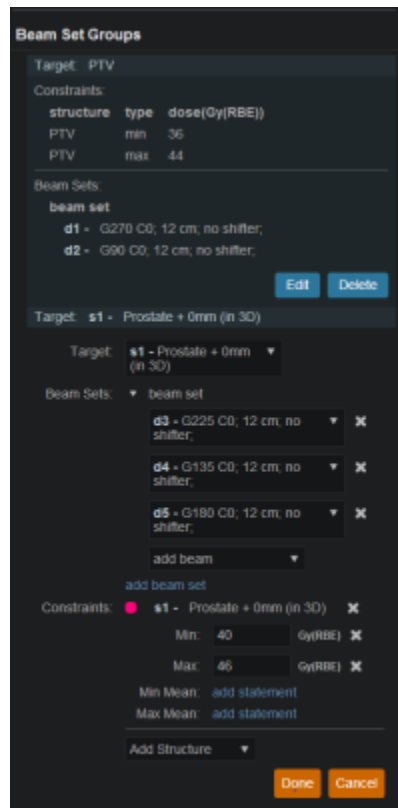 Beam Set Groups
Target: PTV
Constraints:
structure type dose(Gy(RBE))
PTV min 36
PTV max 44
Beam Sets:
beam set
d1 - G270 C0; 12 cm; no shifter;
d2 - G90 C0; 12 cm; no shifter;
Edit Delete
Target: s1 - Prostate + 0mm (in 3D)
Target: s1 - Prostate + 0mm
(in 3D)
Beam Sets: beam set
d3 - G225 C0; 12 cm; no
shifter;
d4 - G135 C0; 12 cm; no
shifter;
d5 - G180 C0; 12 cm; no
shifter;
add beam
add beam set
Constraints: s1 - Prostate + 0mm (in 3D)
Min: 40 Gy(RBE)
Max: 46 Gy(RBE)
Min Mean: add statement
Max Mean: add statement
Add Structure
Done Cancel